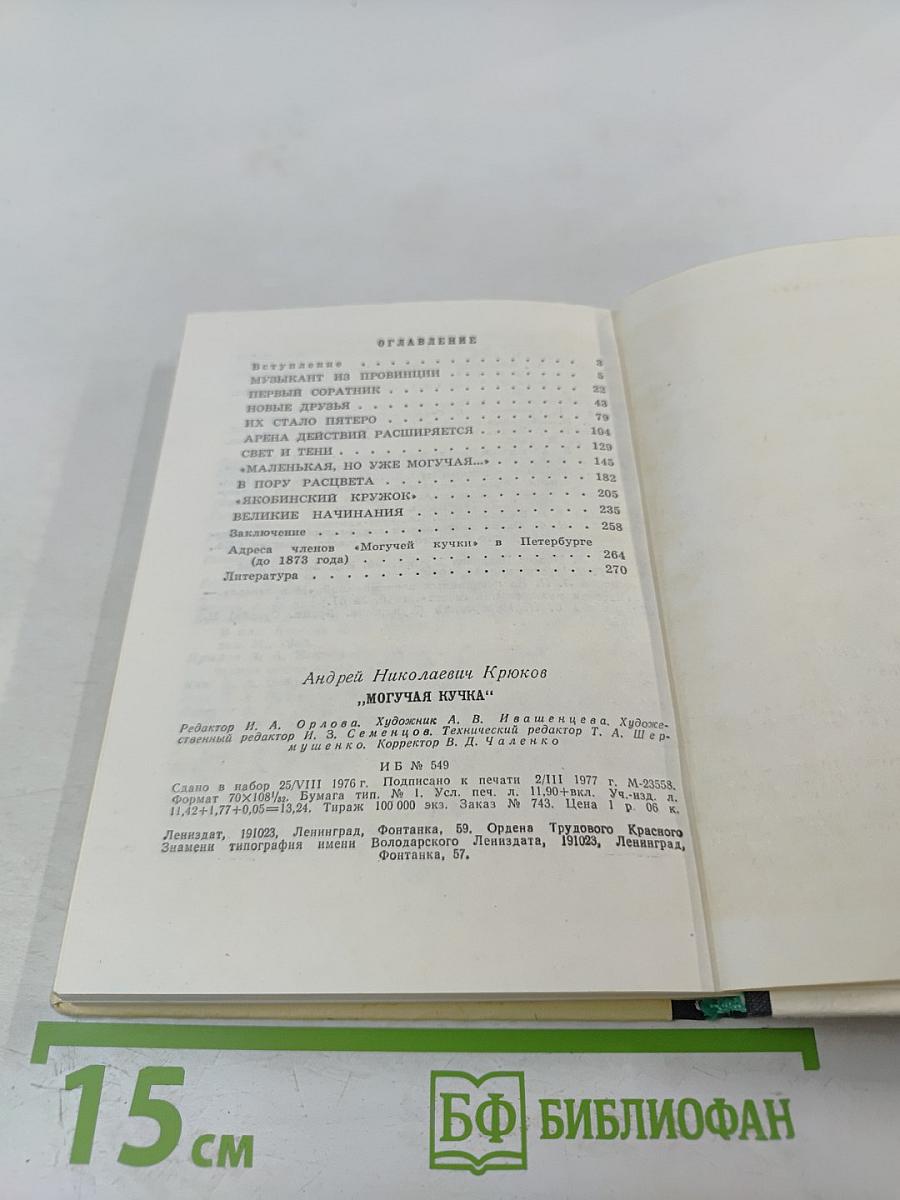 ОГЛАВЛЕНИЕ
Вступление . . . . . . . . . . . . . . 3
МУЗЫКАНТ ИЗ ПРОВИНЦИИ . . . . . . . . 5
ПЕРВЫЙ СОРАТНИК . . . . . . . . . . . . 22
НОВЫЕ ДРУЗЬЯ . . . . . . . . . . . . . . 43
ИХ СТАЛО ПЯТЕРО . . . . . . . . . . . . 79
АРЕНА ДЕЙСТВИЙ РАСШИРЯЕТСЯ . . . . . . 104
СВЕТ И ТЕНИ . . . . . . . . . . . . . . 129
«МАЛЕНЬКАЯ, НО УЖЕ МОГУЧАЯ...» . . . . . . 145
В ПОРУ РАСЦВЕТА . . . . . . . . . . . . 182
«ЯКОБИНСКИЙ КРУЖОК» . . . . . . . . . . 205
ВЕЛИКИЕ НАЧИНАНИЯ . . . . . . . . . . . 235
Заключение . . . . . . . . . . . . . . . 258
Адреса членов «Могучей кучки» в Петербурге
(до 1873 года) . . . . . . . . . . . . . 264
Литература . . . . . . . . . . . . . . . 270
Андрей Николаевич Крюков
„МОГУЧАЯ КУЧКА“
Редактор И. А. Орлова. Художник А. В. Ивашенцева. Художе-
ственный редактор И. З. Семенцов. Технический редактор Т. А. Шер-
мушенко. Корректор В. Д. Чаленко
ИБ № 549
Сдано в набор 25/VIII 1976 г. Подписано к печати 2/III 1977 г. М-23558.
Формат 70×108¹/₃₂. Бумага тип. № 1. Усл. печ. л. 11,90+вкл. Уч.-изд. л.
11,42+1,77+0,05=13,24. Тираж 100 000 экз. Заказ № 743. Цена 1 р. 06 к.
Лениздат, 191023, Ленинград, Фонтанка, 59. Ордена Трудового Красного
Знамени типография имени Володарского Лениздата, 191023, Ленинград,
Фонтанка, 57.
15 см
БФ БИБЛИОФАН